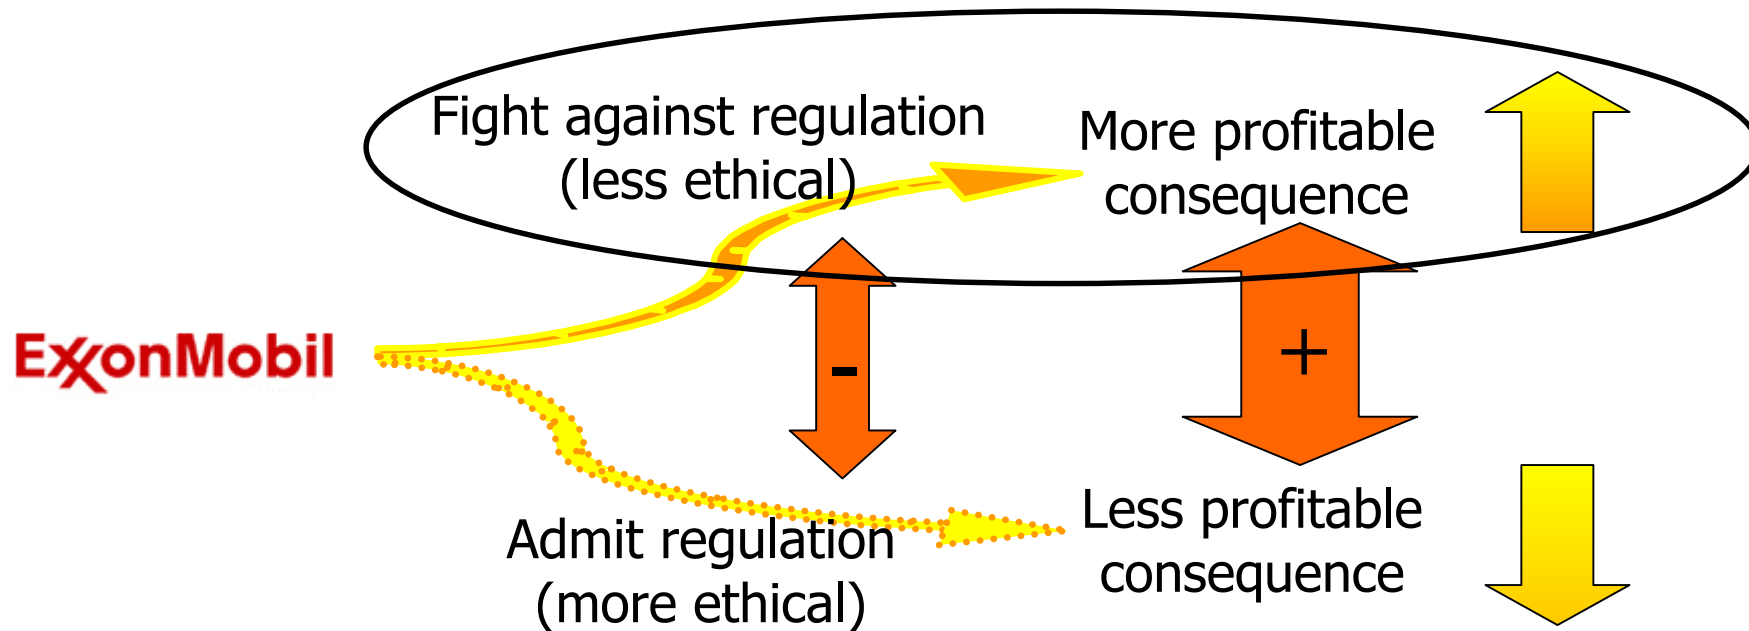 Fight against regulation
(less ethical)
More profitable
consequence
ExxonMobil
-
+
Admit regulation
(more ethical)
Less profitable
consequence